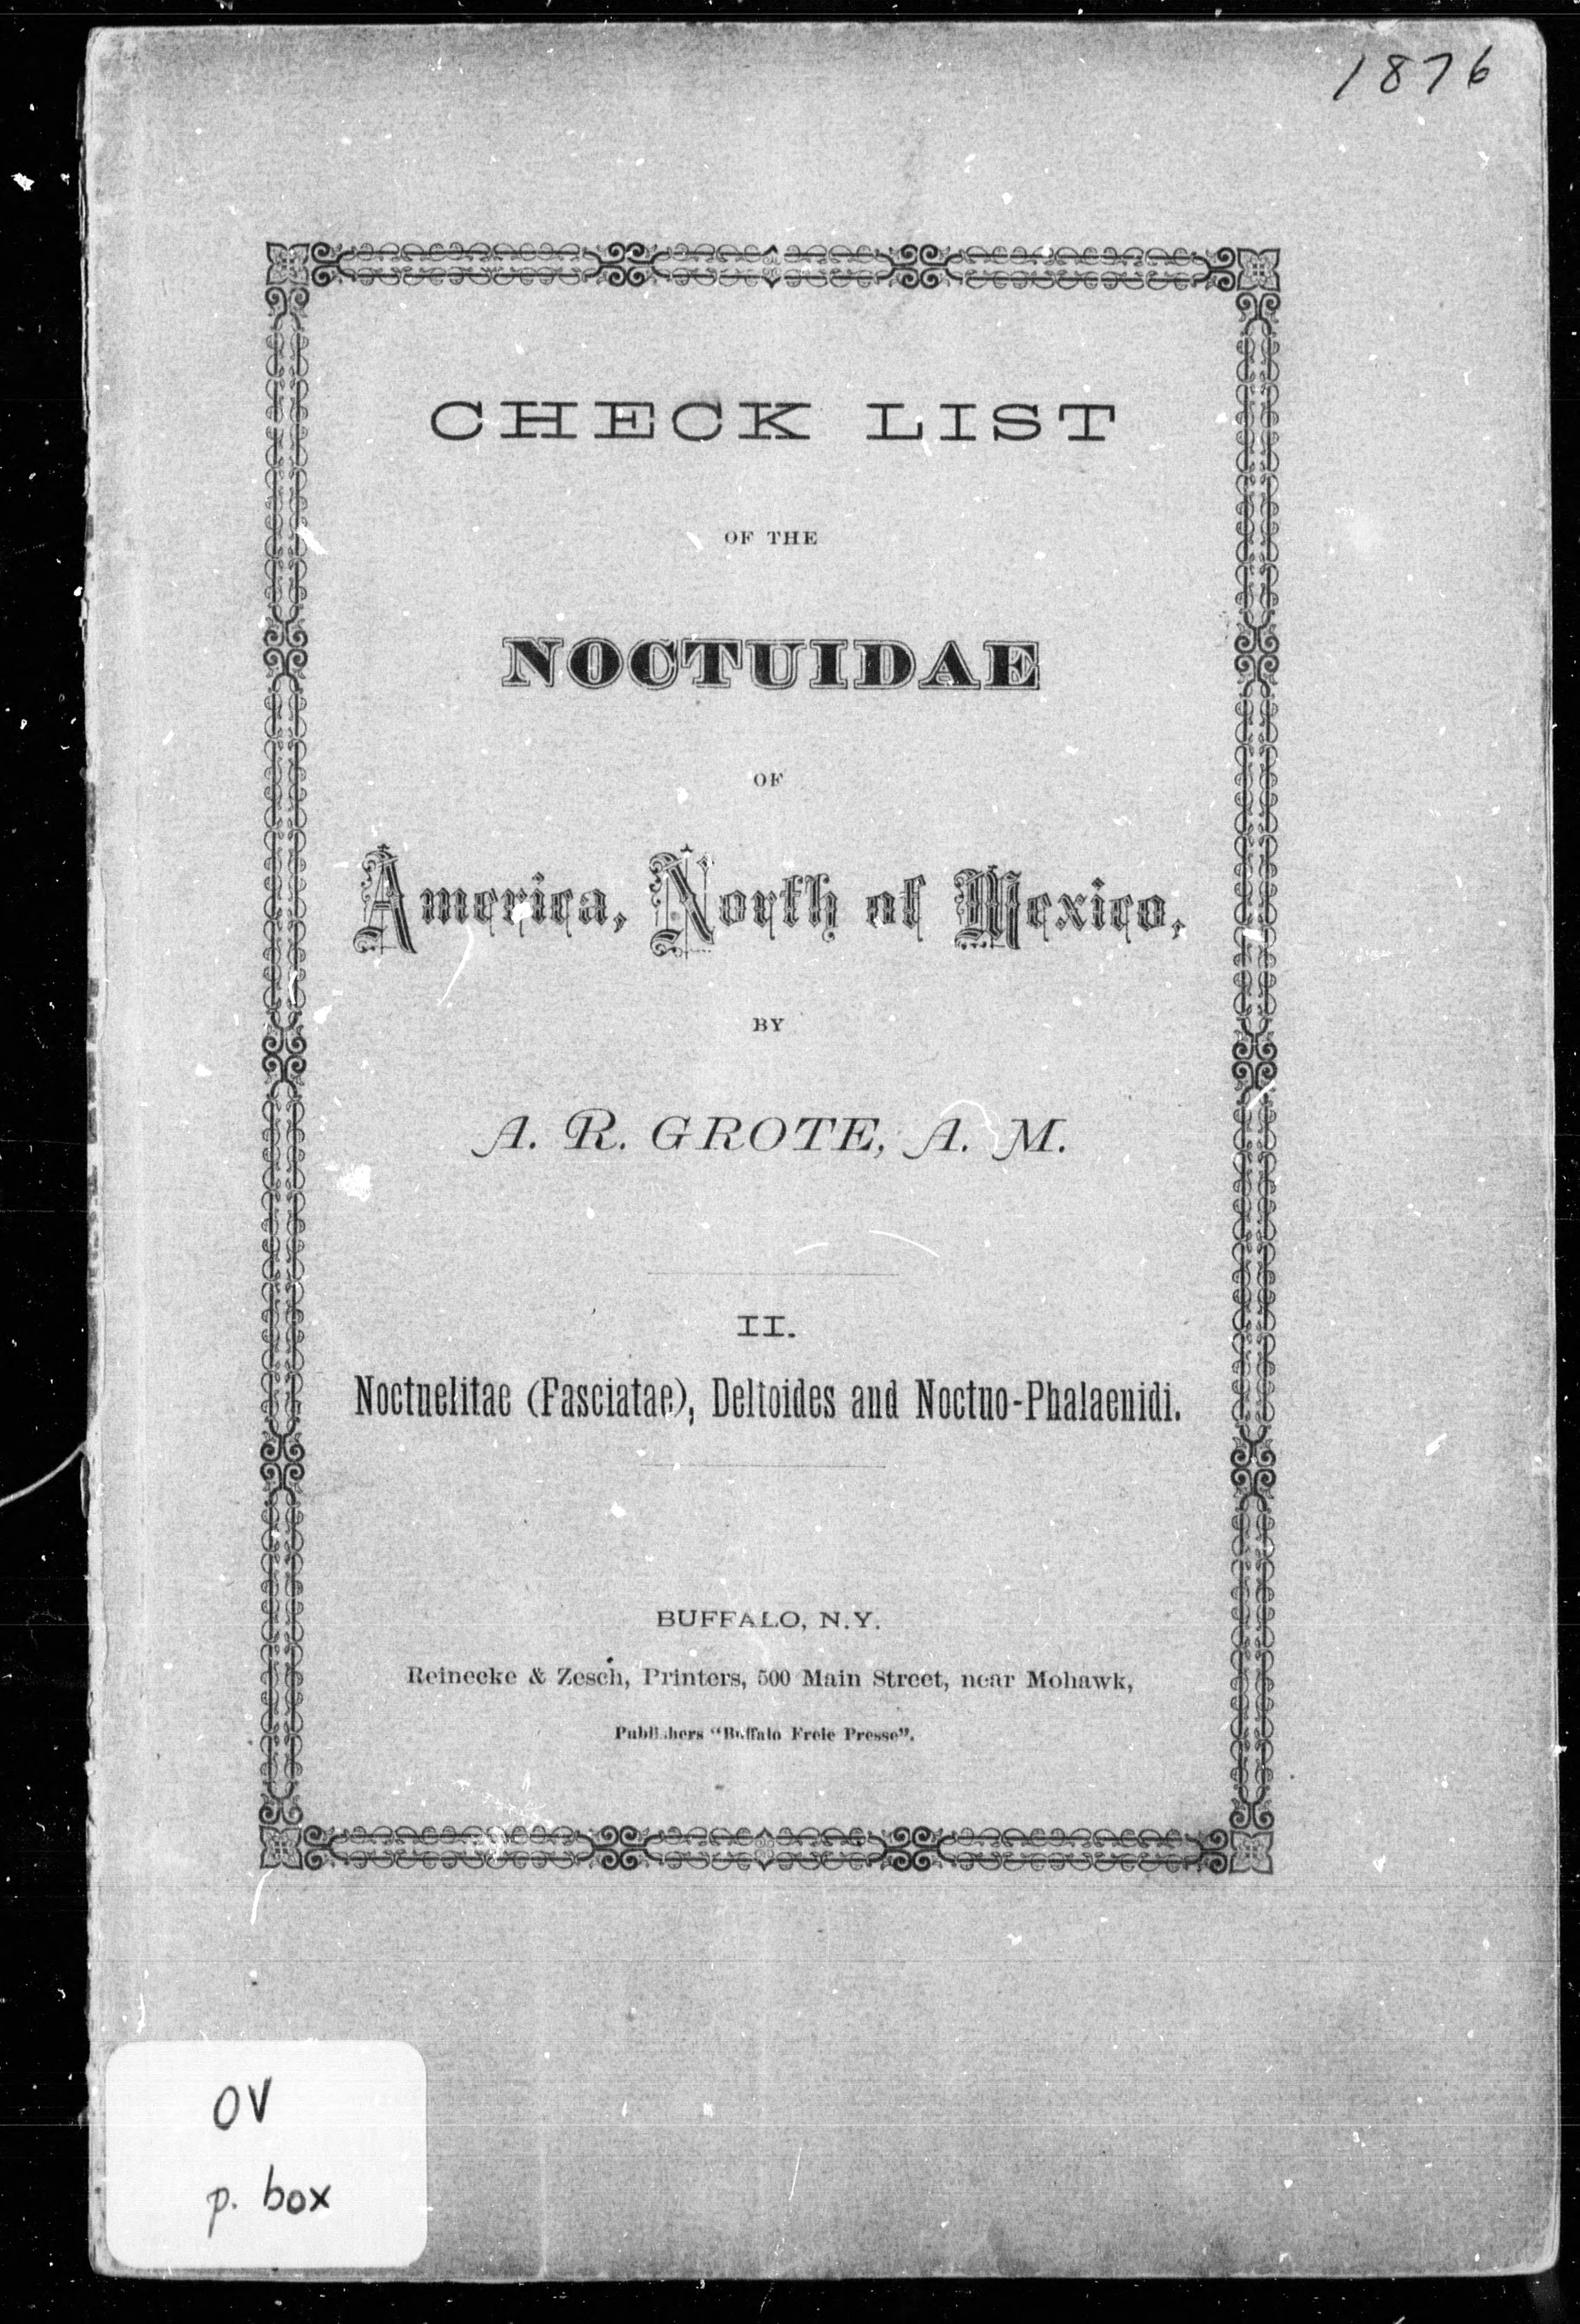 1876
CHECK LIST
OF THE
NOCTUIDAE
OF
America, North of Mexico,
BY
A. R. GROTE, A. M.
II.
Noctuelitae (Fasciatae), Deltoides and Noctuo-Phalaenidi.
BUFFALO, N.Y.
Reinecke & Zesch, Printers, 500 Main Street, near Mohawk,
Publishers "Buffalo Freie Presse".
OV
p. box